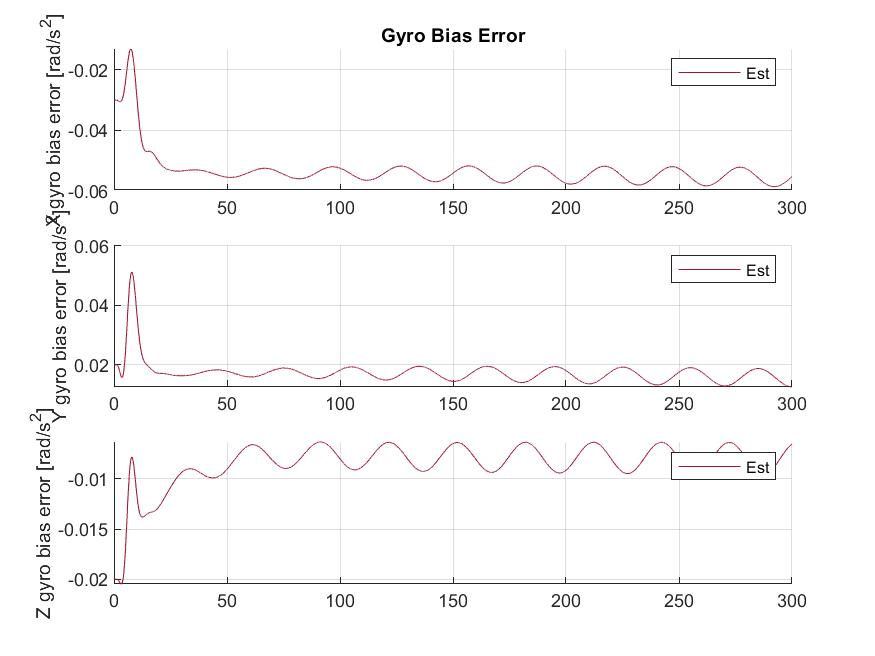 Gyro Bias Error
X gyro bias error [rad/s^2]
-0.02
-0.04
-0.06
Est
0 50 100 150 200 250 300
Y gyro bias error [rad/s^2]
0.06
0.04
0.02
Est
0 50 100 150 200 250 300
Z gyro bias error [rad/s^2]
-0.01
-0.015
-0.02
Est
0 50 100 150 200 250 300